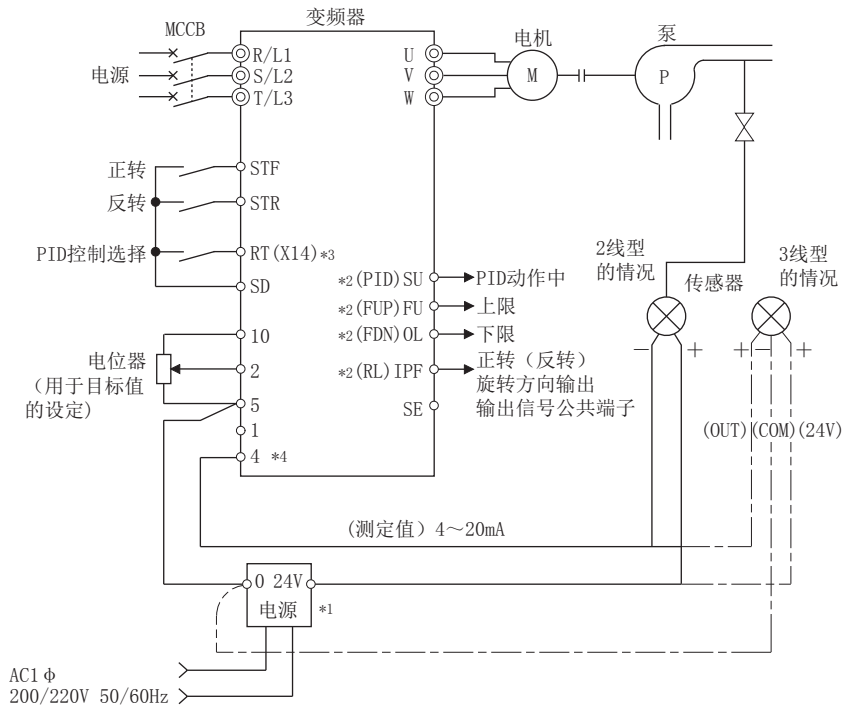 变频器
MCCB
电源
R/L1
S/L2
T/L3
U
V
W
电机
M
泵
P
正转
反转
PID控制选择
STF
STR
RT(X14)*3
SD
10
2
5
1
4 *4
电位器
（用于目标值
的设定)
*2(PID)SU
PID动作中
*2(FUP)FU
上限
*2(FDN)OL
下限
*2(RL)IPF
正转（反转）
旋转方向输出
SE
输出信号公共端子
2线型
的情况
传感器
3线型
的情况
－ ＋
＋ － ＋
(OUT)(COM)(24V)
(测定值）4～20mA
0 24V
电源
*1
AC1φ
200/220V 50/60Hz